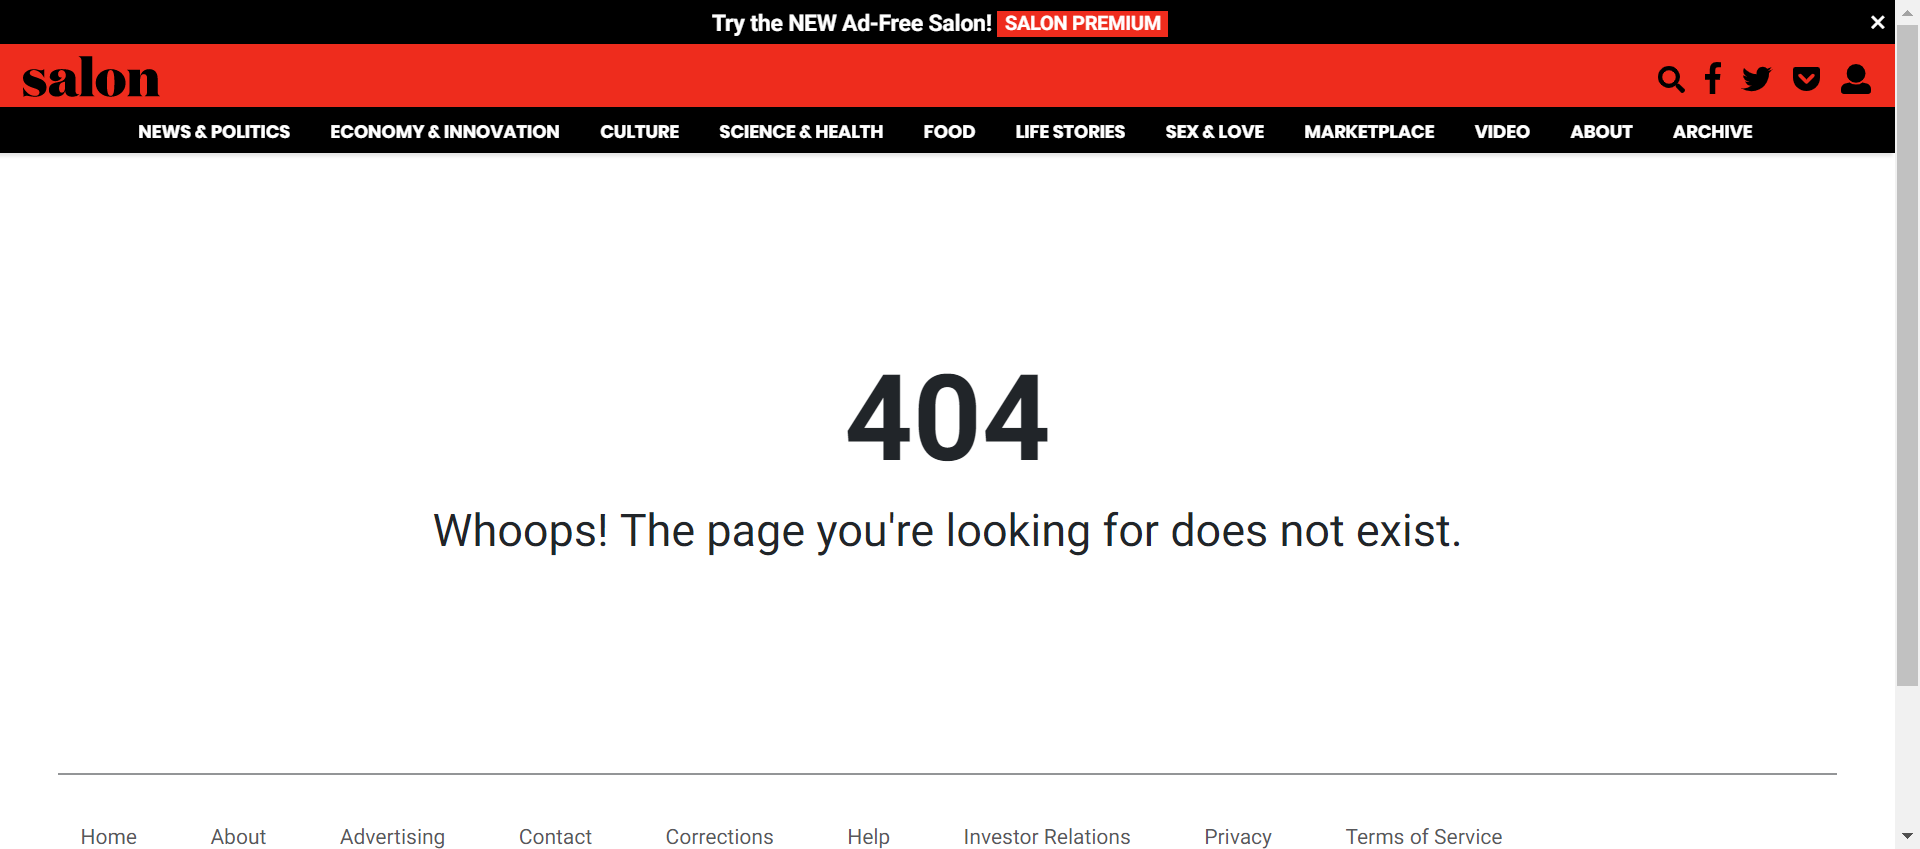 Try the NEW Ad-Free Salon! SALON PREMIUM
salon
NEWS & POLITICS ECONOMY & INNOVATION CULTURE SCIENCE & HEALTH FOOD LIFE STORIES SEX & LOVE MARKETPLACE VIDEO ABOUT ARCHIVE
404
Whoops! The page you're looking for does not exist.
Home About Advertising Contact Corrections Help Investor Relations Privacy Terms of Service